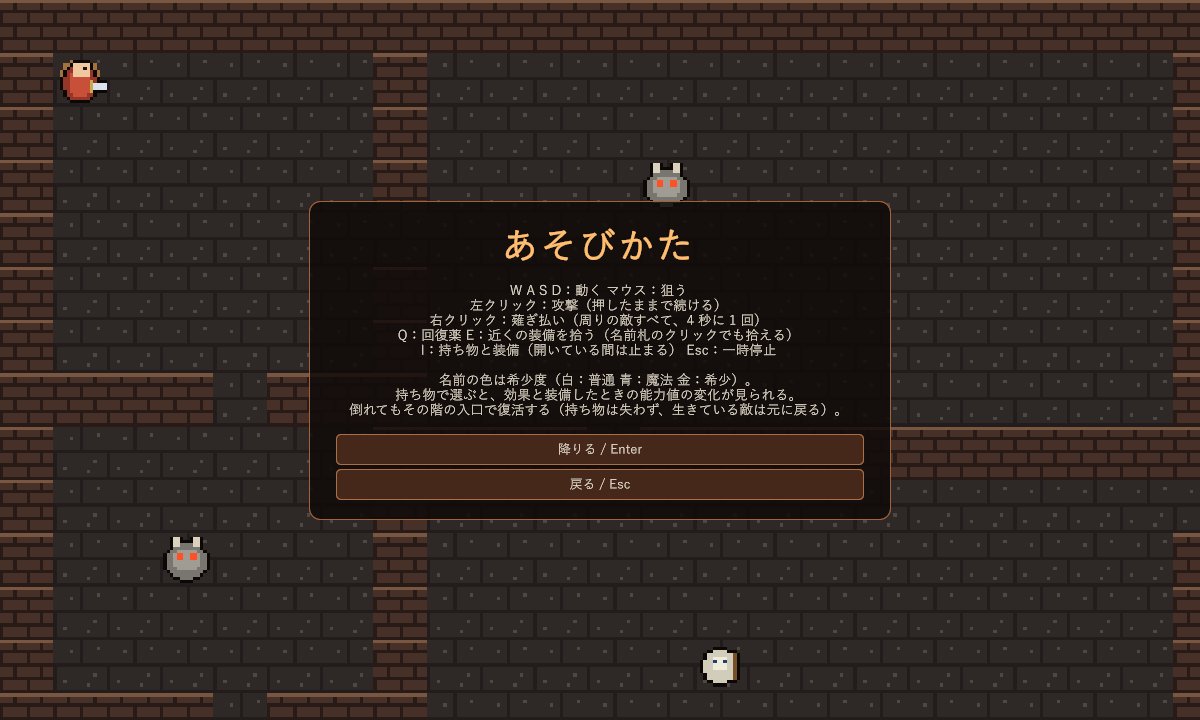 あそびかた
WASD：動く マウス：狙う
左クリック：攻撃（押したままで続ける）
右クリック：薙ぎ払い（周りの敵すべて、4 秒に 1 回）
Q：回復薬 E：近くの装備を拾う（名前札のクリックでも拾える）
I：持ち物と装備（開いている間は止まる） Esc：一時停止
名前の色は希少度（白：普通 青：魔法 金：希少）。
持ち物で選ぶと、効果と装備したときの能力値の変化が見られる。
倒れてもその階の入口で復活する（持ち物は失わず、生きている敵は元に戻る）。
降りる / Enter
戻る / Esc